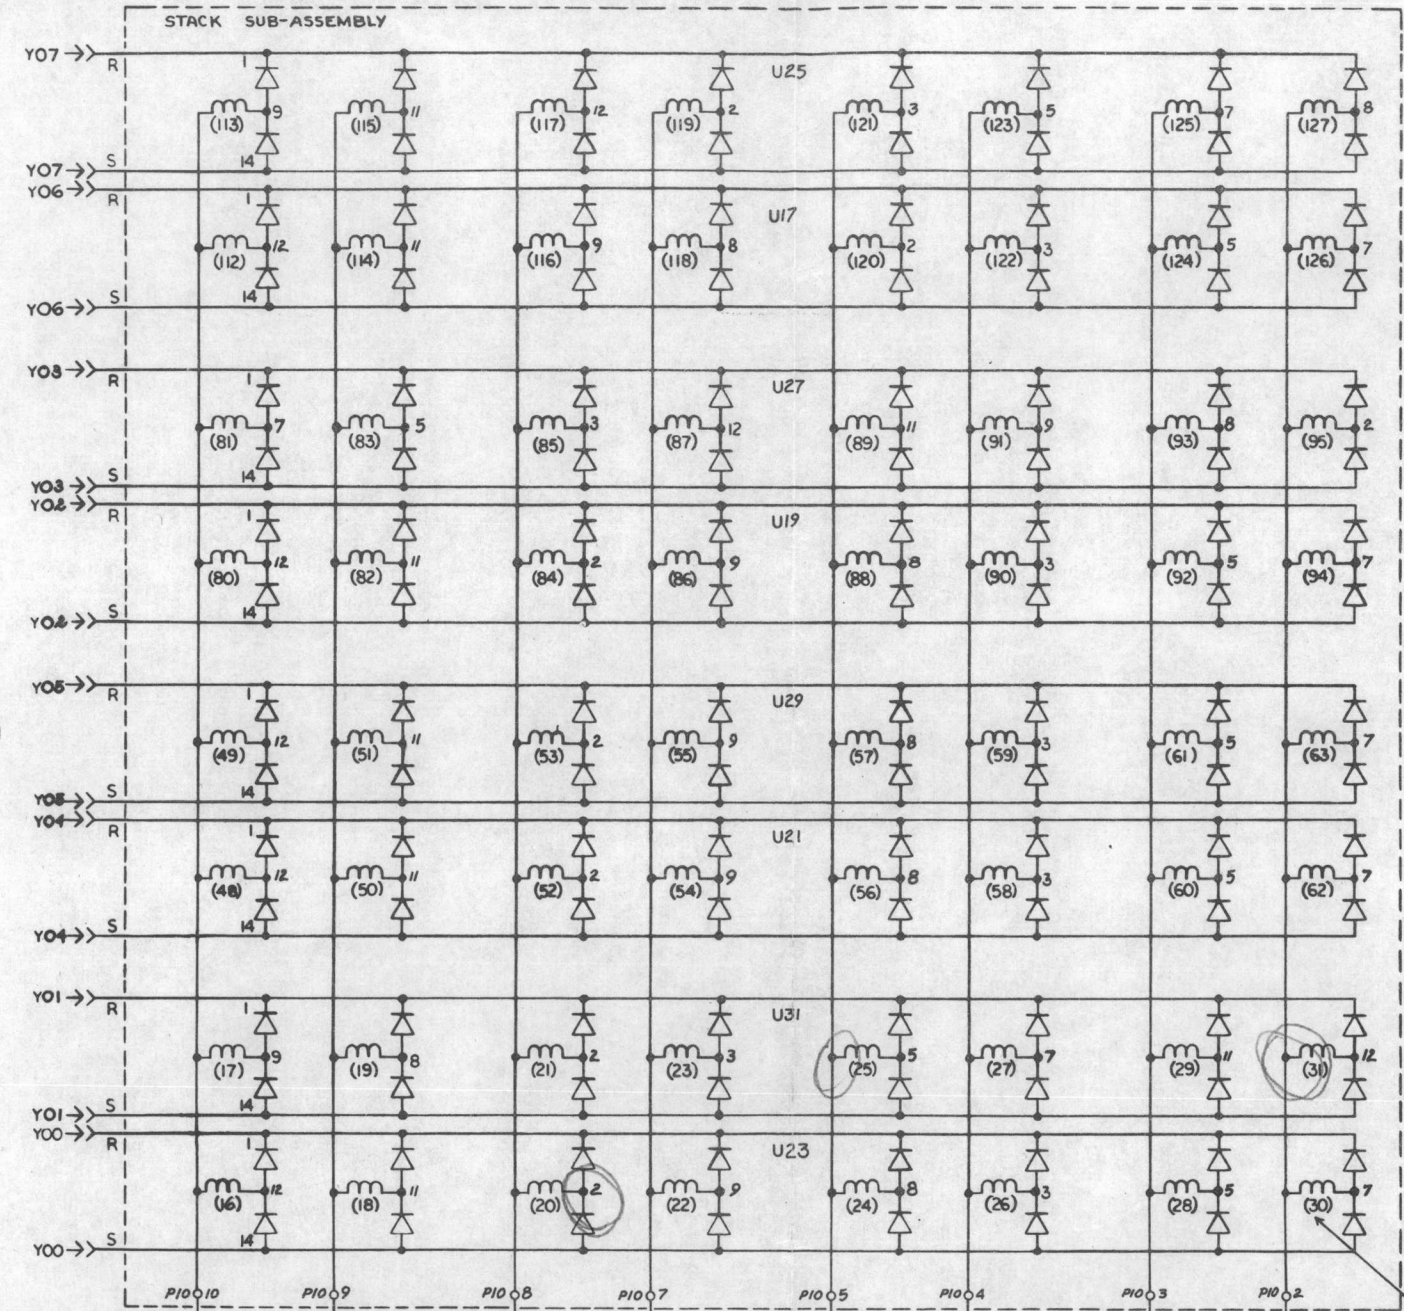 STACK SUB-ASSEMBLY
Y07
R 1 U25
9 11 12 2 3 5 7 8
(113) (115) (117) (119) (121) (123) (125) (127)
Y07 S 14
Y06
R 1 U17
12 11 9 8 2 3 5 7
(112) (114) (116) (118) (120) (122) (124) (126)
Y06 S 14
Y03
R 1 U27
7 5 3 12 11 9 8 2
(81) (83) (85) (87) (89) (91) (93) (95)
Y03 S 14
Y02
R 1 U19
12 11 2 9 8 3 5 7
(80) (82) (84) (86) (88) (90) (92) (94)
Y02 S 14
Y05
R 1 U29
12 11 2 9 8 3 5 7
(49) (51) (53) (55) (57) (59) (61) (63)
Y05 S 14
Y04
R 1 U21
12 11 2 9 8 3 5 7
(48) (50) (52) (54) (56) (58) (60) (62)
Y04 S 14
Y01
R 1 U31
9 8 2 3 5 7 11 12
(17) (19) (21) (23) (25) (27) (29) (31)
Y01 S 14
Y00
R 1 U23
12 11 2 9 8 3 5 7
(16) (18) (20) (22) (24) (26) (28) (30)
Y00 S 14
P10 10 P10 9 P10 8 P10 7 P10 5 P10 4 P10 3 P10 2